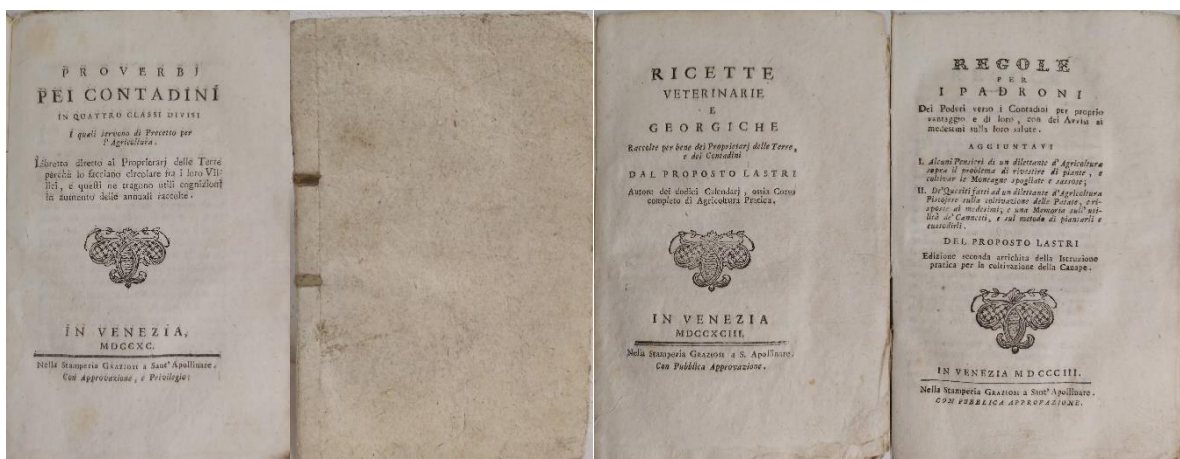 PROVERBJ
PEI CONTADINI
IN QUATTRO CLASSI DIVISI
I quali servono di Precetto per
l'Agricoltura.
Libretto diretto ai Proprietarj delle Terre
perchè lo facciano circolare fra i loro Vil-
lici, e questi ne tragono utili cognizioni
in aumento delle annuali raccolte.
IN VENEZIA,
MDCCXC.
Nella Stamperia GRAZIOSI a Sant' Apollinare.
Con Approvazione, e Privilegio.
RICETTE
VETERINARIE
E
GEORGICHE
Raccolte per bene dei Proprietarj delle Terre,
e dei Contadini
DAL PROPOSTO LASTRI
Autore dei dodici Calendarj, ossia Corso
completo di Agricoltura Pratica.
IN VENEZIA
MDCCXCIII.
Nella Stamperia GRAZIOSI a S. Apollinare.
Con Pubblica Approvazione.
REGOLE
PER
I PADRONI
Dei Poderi verso i Contadini per proprio
vantaggio e di loro, con dei Avvisi ai
medesimi sulla loro salute.
AGGIUNTAVI
I. Alcuni Pensieri di un dilettante d'Agricoltura
sopra il problema di rivestire di piante, e
coltivar le Montagne spogliate e sassose;
II. De' Quesiti fatti ad un dilettante d'Agricoltura
Pistojese sulla coltivazione delle Patate, e ri-
sposte ai medesimi; e una Memoria sull' uti-
lità de' Cannetti, e sul metodo di piantarli e
custodirli.
DEL PROPOSTO LASTRI
Edizione seconda arrichita della Istruzione
pratica per la coltivazione della Canape.
IN VENEZIA MDCCCIII.
Nella Stamperia GRAZIOSI a Sant' Apollinare.
CON PUBBLICA APPROVAZIONE.